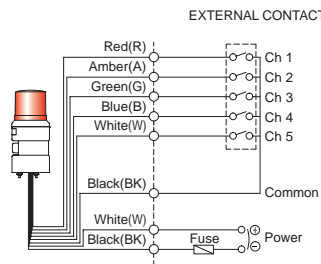 EXTERNAL CONTACT
Red(R)
Ch 1
Amber(A)
Ch 2
Green(G)
Ch 3
Blue(B)
Ch 4
White(W)
Ch 5
Black(BK)
Common
White(W)
Black(BK)
Fuse
Power